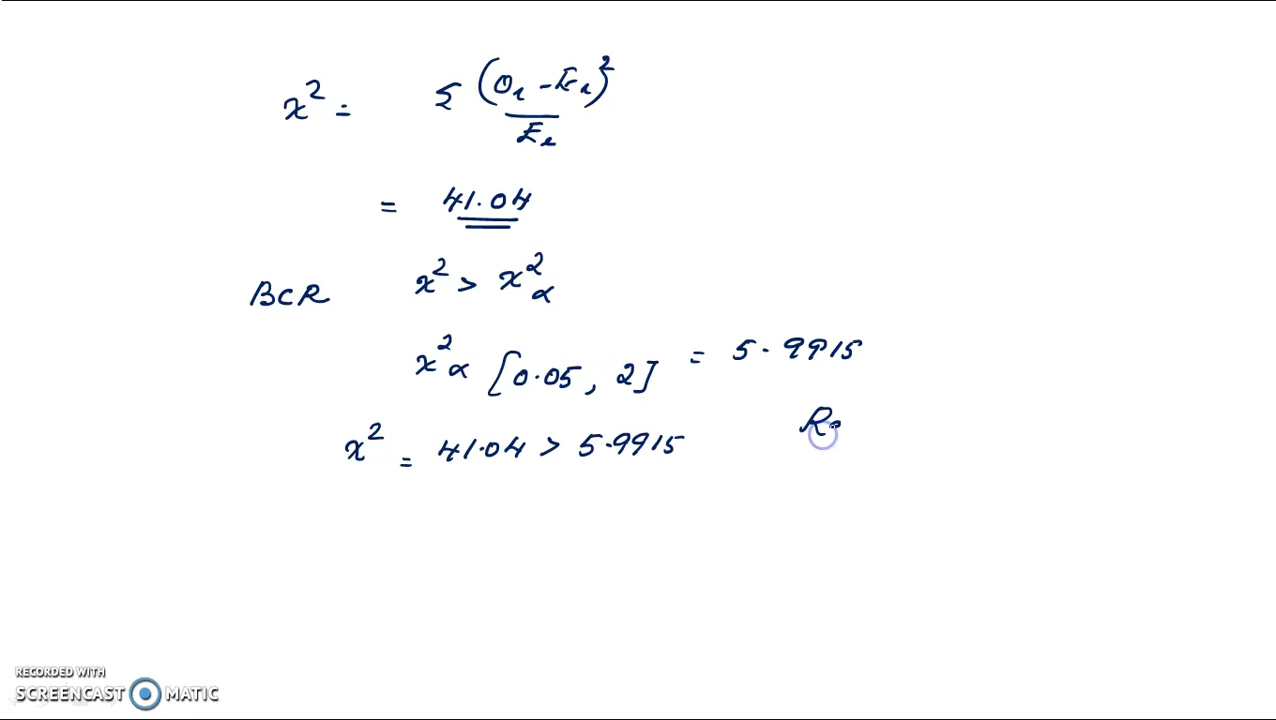 x² = Σ (Oi - Ei)² / Ei
= 41.04
BCR x² > x²α
x²α [0.05, 2] = 5.9915
x² = 41.04 > 5.9915 Re
RECORDED WITH
SCREENCAST MATIC